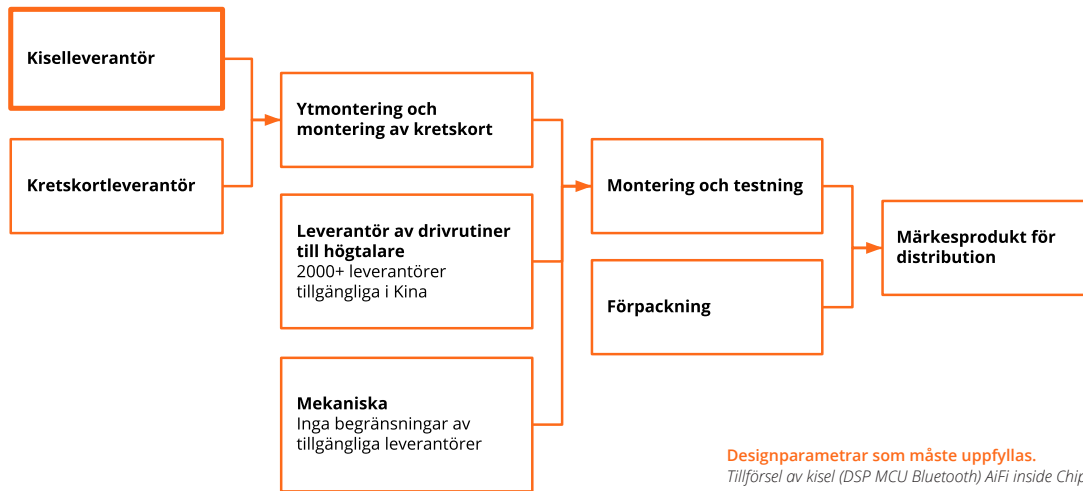 Kiselleverantör
Kretskortleverantör
Ytmontering och
montering av kretskort
Leverantör av drivrutiner
till högtalare
2000+ leverantörer
tillgängliga i Kina
Mekaniska
Inga begränsningar av
tillgängliga leverantörer
Montering och testning
Förpackning
Märkesprodukt för
distribution
Designparametrar som måste uppfyllas.
Tillförsel av kisel (DSP MCU Bluetooth) AiFi inside Chip